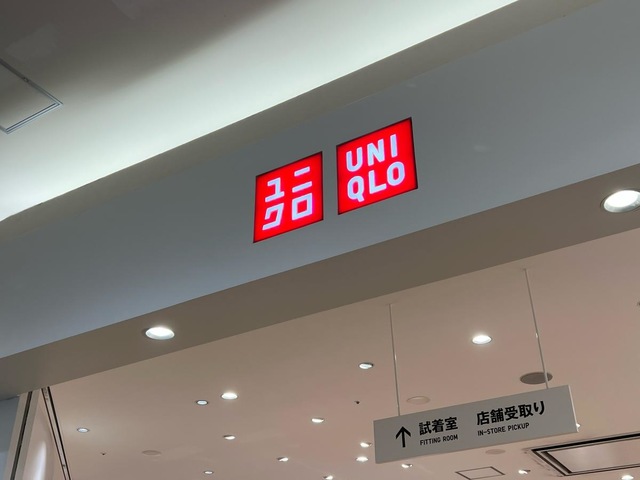 ユニ
クロ
UNI
QLO
↑ 試着室 店舗受取り
FITTING ROOM IN-STORE PICKUP